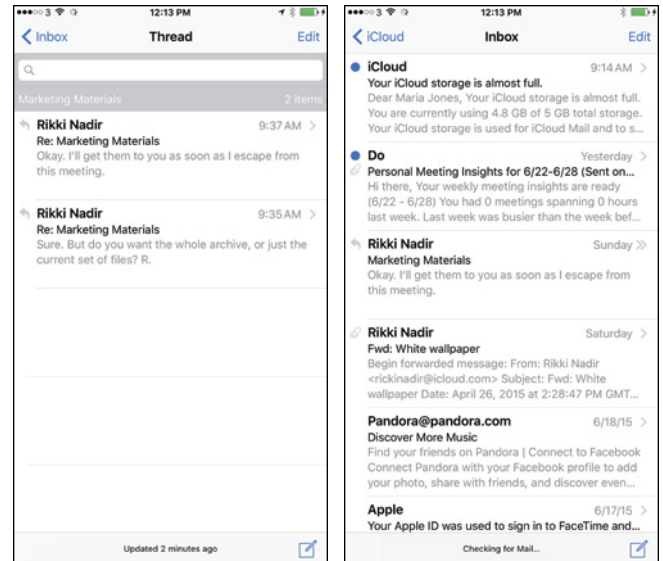 3 12:13 PM
Inbox Thread Edit
Marketing Materials 2 items
Rikki Nadir 9:37 AM
Re: Marketing Materials
Okay. I'll get them to you as soon as I escape from
this meeting.
Rikki Nadir 9:35 AM
Re: Marketing Materials
Sure. But do you want the whole archive, or just the
current set of files? R.
Updated 2 minutes ago
3 12:13 PM
iCloud Inbox Edit
iCloud 9:14 AM
Your iCloud storage is almost full.
Dear Maria Jones, Your iCloud storage is almost full.
You are currently using 4.8 GB of 5 GB total storage.
Your iCloud storage is used for iCloud Mail and to s...
Do Yesterday
Personal Meeting Insights for 6/22-6/28 (Sent on...
Hi there, Your weekly meeting insights are ready
(6/22 - 6/28) You had 0 meetings spanning 0 hours
last week. Last week was busier than the week bef...
Rikki Nadir Sunday
Marketing Materials
Okay. I'll get them to you as soon as I escape from
this meeting.
Rikki Nadir Saturday
Fwd: White wallpaper
Begin forwarded message: From: Rikki Nadir
<rickinadir@icloud.com> Subject: Fwd: White
wallpaper Date: April 26, 2015 at 2:28:47 PM GMT...
Pandora@pandora.com 6/18/15
Discover More Music
Find your friends on Pandora | Connect to Facebook
Connect Pandora with your Facebook profile to add
your photo, share with friends, and discover even...
Apple 6/17/15
Your Apple ID was used to sign in to FaceTime and...
Checking for Mail...